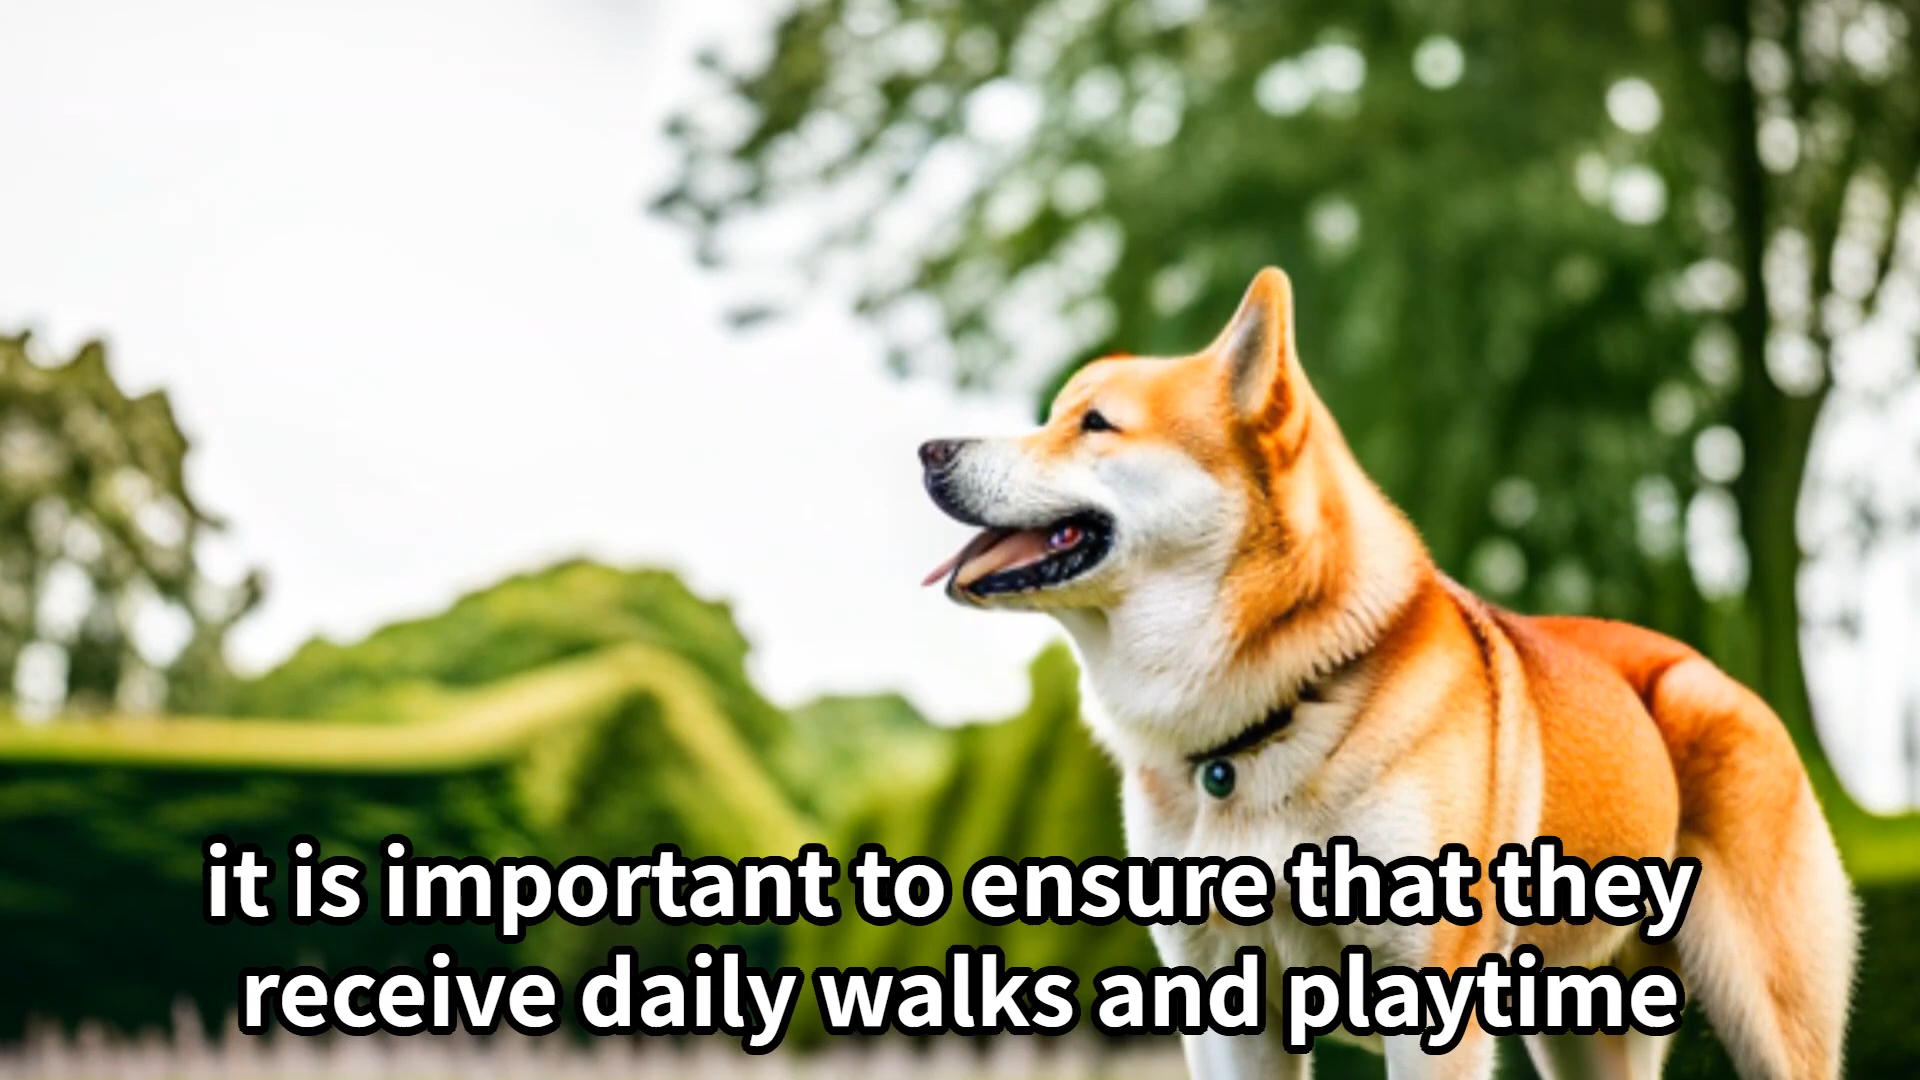 it is important to ensure that they
receive daily walks and playtime